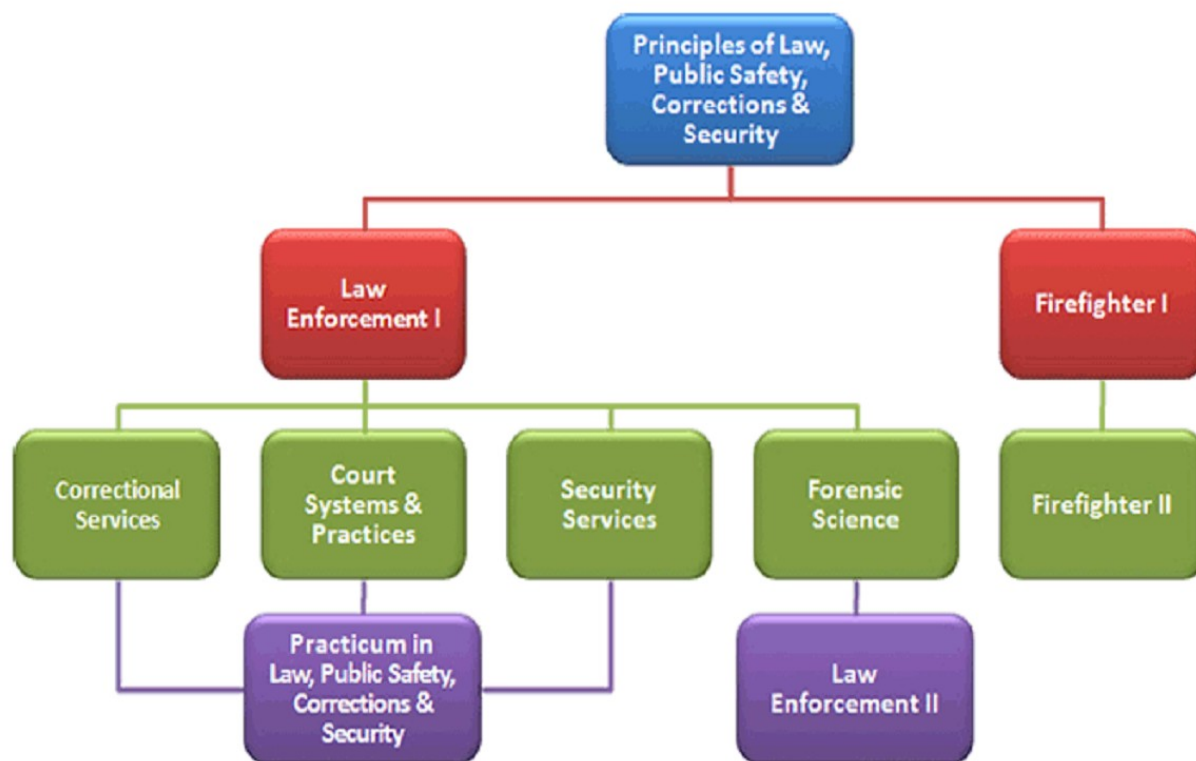 Principles of Law,
Public Safety,
Corrections &
Security
Law
Enforcement I
Firefighter I
Correctional
Services
Court
Systems &
Practices
Security
Services
Forensic
Science
Firefighter II
Practicum in
Law, Public Safety,
Corrections &
Security
Law
Enforcement II